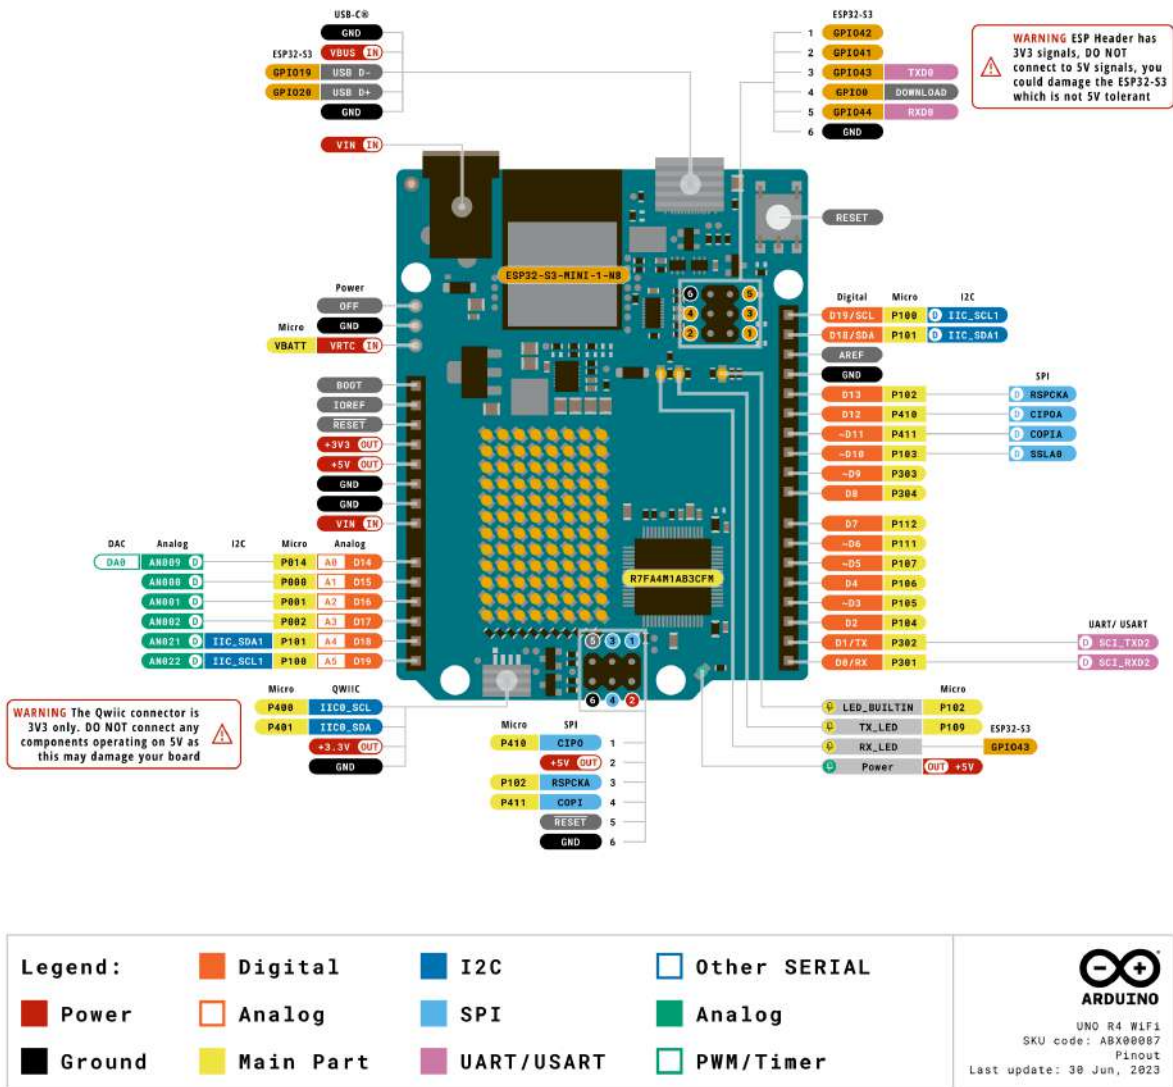 USB-C®
GND
VBUS IN
ESP32-S3
GPIO19 USB D-
GPIO20 USB D+
GND
VIN IN
ESP32-S3
1 GPIO42
2 GPIO41
3 GPIO43 TXD0
4 GPIO0 DOWNLOAD
5 GPIO44 RXD0
6 GND
WARNING ESP Header has
3V3 signals, DO NOT
connect to 5V signals, you
could damage the ESP32-S3
which is not 5V tolerant
RESET
ESP32-S3-MINI-1-N8
6 5
4 3
2 1
Power
OFF
GND
Micro
VBATT VRTC IN
BOOT
IOREF
RESET
+3V3 OUT
+5V OUT
GND
GND
VIN IN
DAC Analog I2C Micro Analog
DA0 AN009 D P014 A0 D14
AN000 D P000 A1 D15
AN001 D P001 A2 D16
AN002 D P002 A3 D17
AN021 D IIC_SDA1 P101 A4 D18
AN022 D IIC_SCL1 P100 A5 D19
Digital Micro I2C
D19/SCL P100 D IIC_SCL1
D18/SDA P101 D IIC_SDA1
AREF
GND
SPI
D13 P102 D RSPCKA
D12 P410 D CIPOA
~D11 P411 D COPIA
~D10 P103 D SSLA0
~D9 P303
D8 P304
D7 P112
~D6 P111
~D5 P107
D4 P106
~D3 P105
D2 P104
UART/ USART
D1/TX P302 D SCI_TXD2
D0/RX P301 D SCI_RXD2
R7FA4M1AB3CFM
5 3 1
6 4 2
Micro QWIIC
P400 IIC0_SCL
P401 IIC0_SDA
+3.3V OUT
GND
WARNING The Qwiic connector is
3V3 only. DO NOT connect any
components operating on 5V as
this may damage your board
Micro SPI
P410 CIPO 1
+5V OUT 2
P102 RSPCKA 3
P411 COPI 4
RESET 5
GND 6
Micro
LED_BUILTIN P102
TX_LED P109
ESP32-S3
RX_LED GPIO43
Power OUT +5V
Legend:
Power
Ground
Digital
Analog
Main Part
I2C
SPI
UART/USART
Other SERIAL
Analog
PWM/Timer
ARDUINO
UNO R4 WiFi
SKU code: ABX00087
Pinout
Last update: 30 Jun, 2023